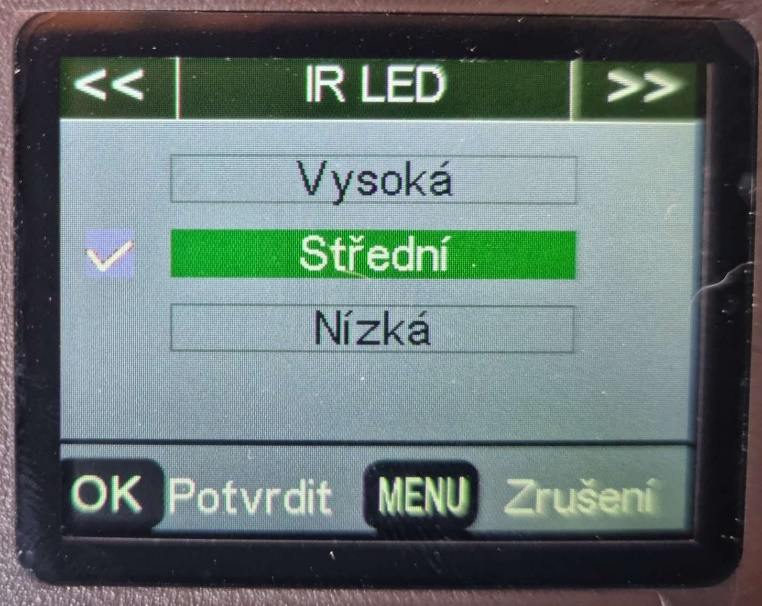 << IR LED >>
Vysoká
Střední
Nízká
OK Potvrdit MENU Zrušení